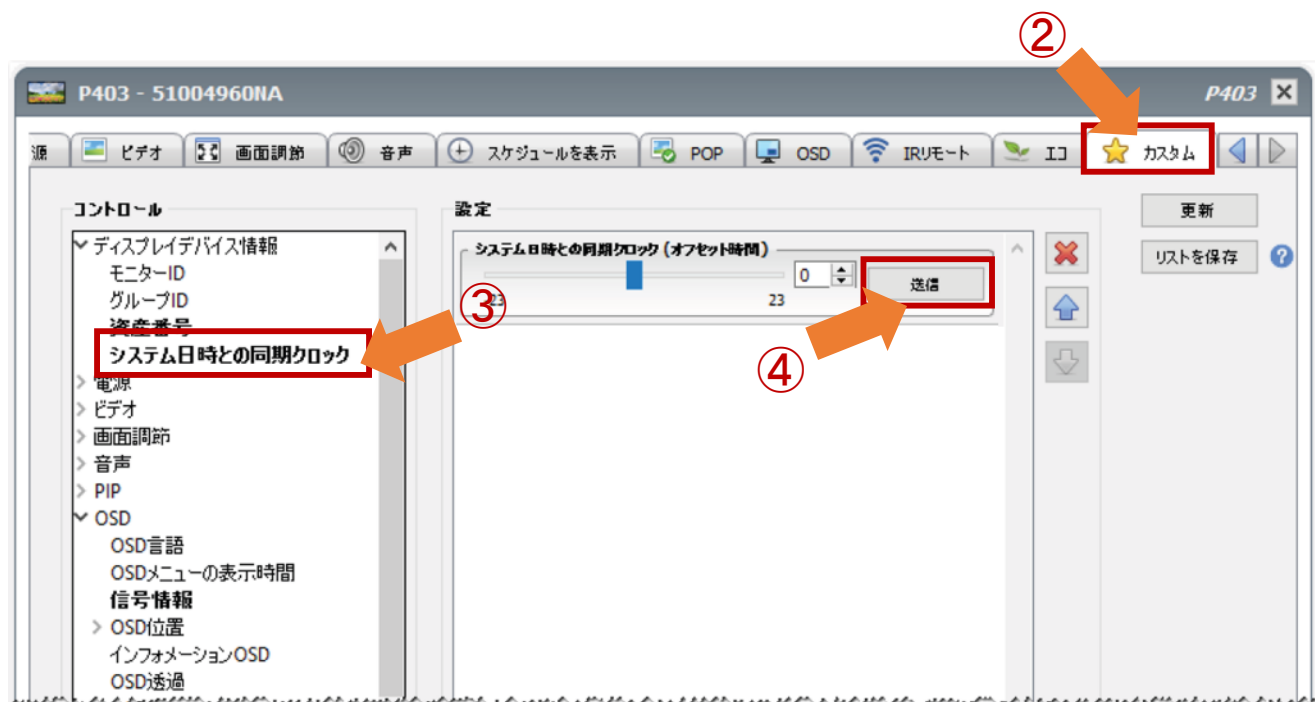 ②
P403 - 51004960NA
P403
源
ビデオ
画面調節
音声
スケジュールを表示
POP
OSD
IRリモート
エコ
カスタム
コントロール
ディスプレイデバイス情報
モニターID
グループID
資産番号
システム日時との同期クロック
電源
ビデオ
画面調節
音声
PIP
OSD
OSD言語
OSDメニューの表示時間
信号情報
OSD位置
インフォメーションOSD
OSD透過
③
設定
システム日時との同期クロック (オフセット時間)
23
23
0
送信
④
更新
リストを保存
?